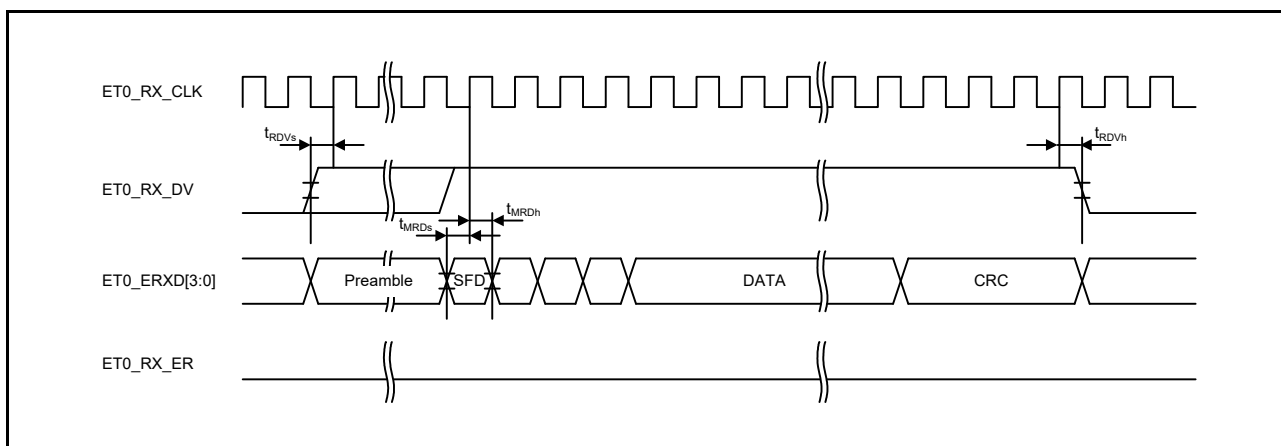 ET0_RX_CLK
tRDVs
tRDVh
ET0_RX_DV
tMRDs
tMRDh
ET0_ERXD[3:0]
Preamble
SFD
DATA
CRC
ET0_RX_ER